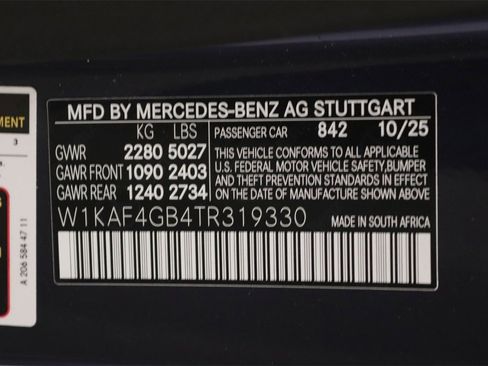 MFD BY MERCEDES-BENZ AG STUTTGART
KG LBS PASSENGER CAR 842 10/25
GVWR 2280 5027
GAWR FRONT 1090 2403
GAWR REAR 1240 2734
THIS VEHICLE CONFORMS TO ALL APPLICABLE
U.S. FEDERAL MOTOR VEHICLE SAFETY,BUMPER
AND THEFT PREVENTION STANDARDS IN EFFECT
ON THE DATE OF MANUFACTURE SHOWN ABOVE
W1KAF4GB4TR319330 MADE IN SOUTH AFRICA
MENT
3
A 206 584 47 11